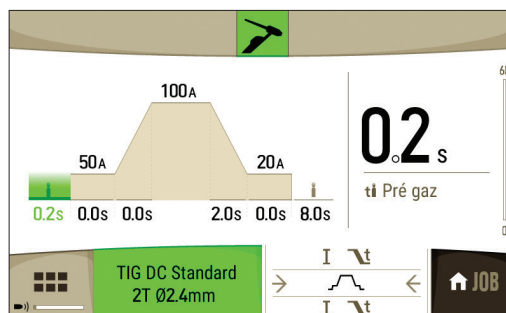 100A
50A
20A
0.2s 0.0s 0.0s 2.0s 0.0s 8.0s
0.2 s
ti Pré gaz
TIG DC Standard
2T Ø2.4mm
I t
I t
JOB